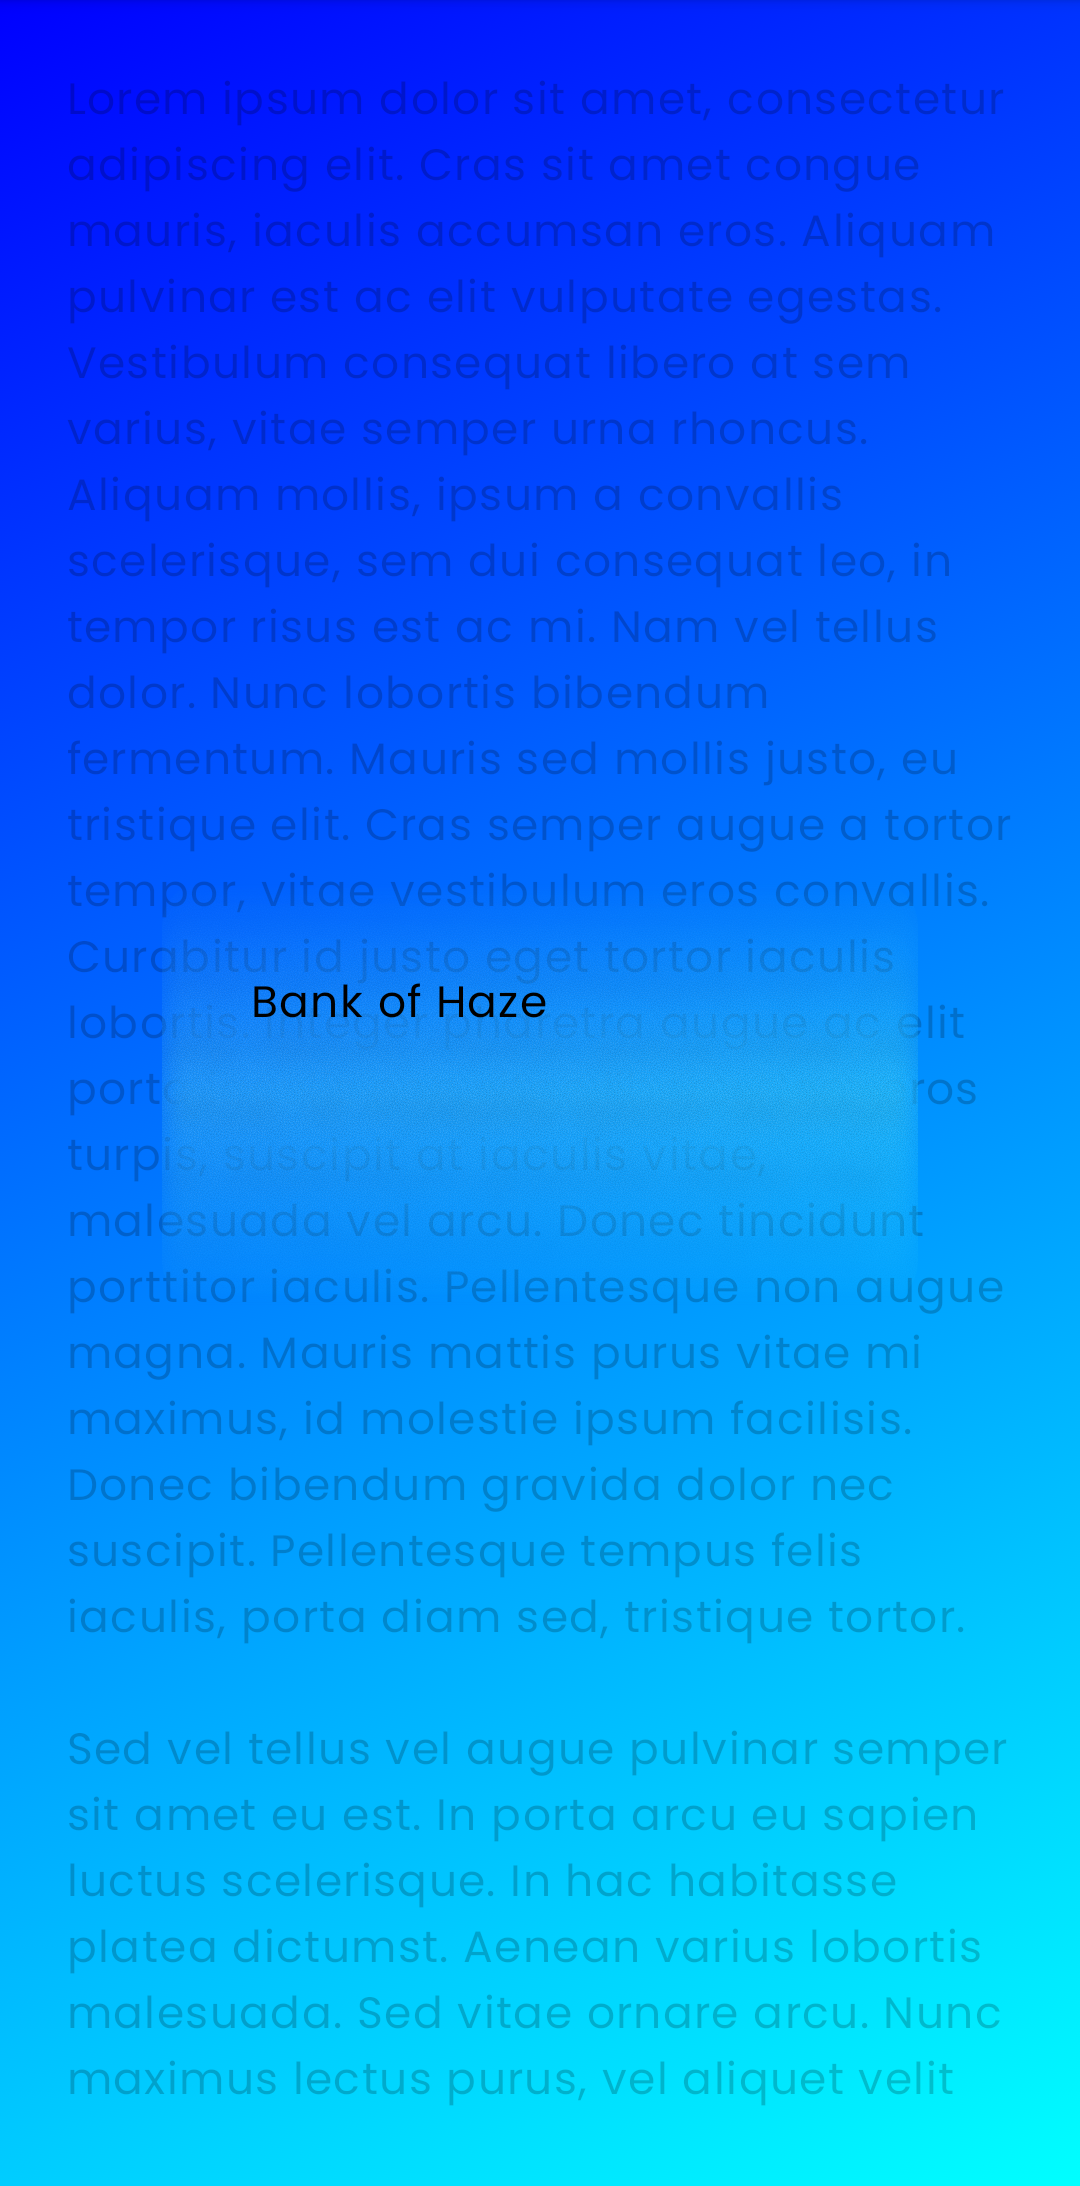 Lorem ipsum dolor sit amet, consectetur
adipiscing elit. Cras sit amet congue
mauris, iaculis accumsan eros. Aliquam
pulvinar est ac elit vulputate egestas.
Vestibulum consequat libero at sem
varius, vitae semper urna rhoncus.
Aliquam mollis, ipsum a convallis
scelerisque, sem dui consequat leo, in
tempor risus est ac mi. Nam vel tellus
dolor. Nunc lobortis bibendum
fermentum. Mauris sed mollis justo, eu
tristique elit. Cras semper augue a tortor
tempor, vitae vestibulum eros convallis.
Curabitur id justo eget tortor iaculis
Bank of Haze
lobortis. Integer pharetra augue ac elit
turpis, suscipit at iaculis vitae,
malesuada vel arcu. Donec tincidunt
porttitor iaculis. Pellentesque non augue
magna. Mauris mattis purus vitae mi
maximus, id molestie ipsum facilisis.
Donec bibendum gravida dolor nec
suscipit. Pellentesque tempus felis
iaculis, porta diam sed, tristique tortor.
Sed vel tellus vel augue pulvinar semper
sit amet eu est. In porta arcu eu sapien
luctus scelerisque. In hac habitasse
platea dictumst. Aenean varius lobortis
malesuada. Sed vitae ornare arcu. Nunc
maximus lectus purus, vel aliquet velit